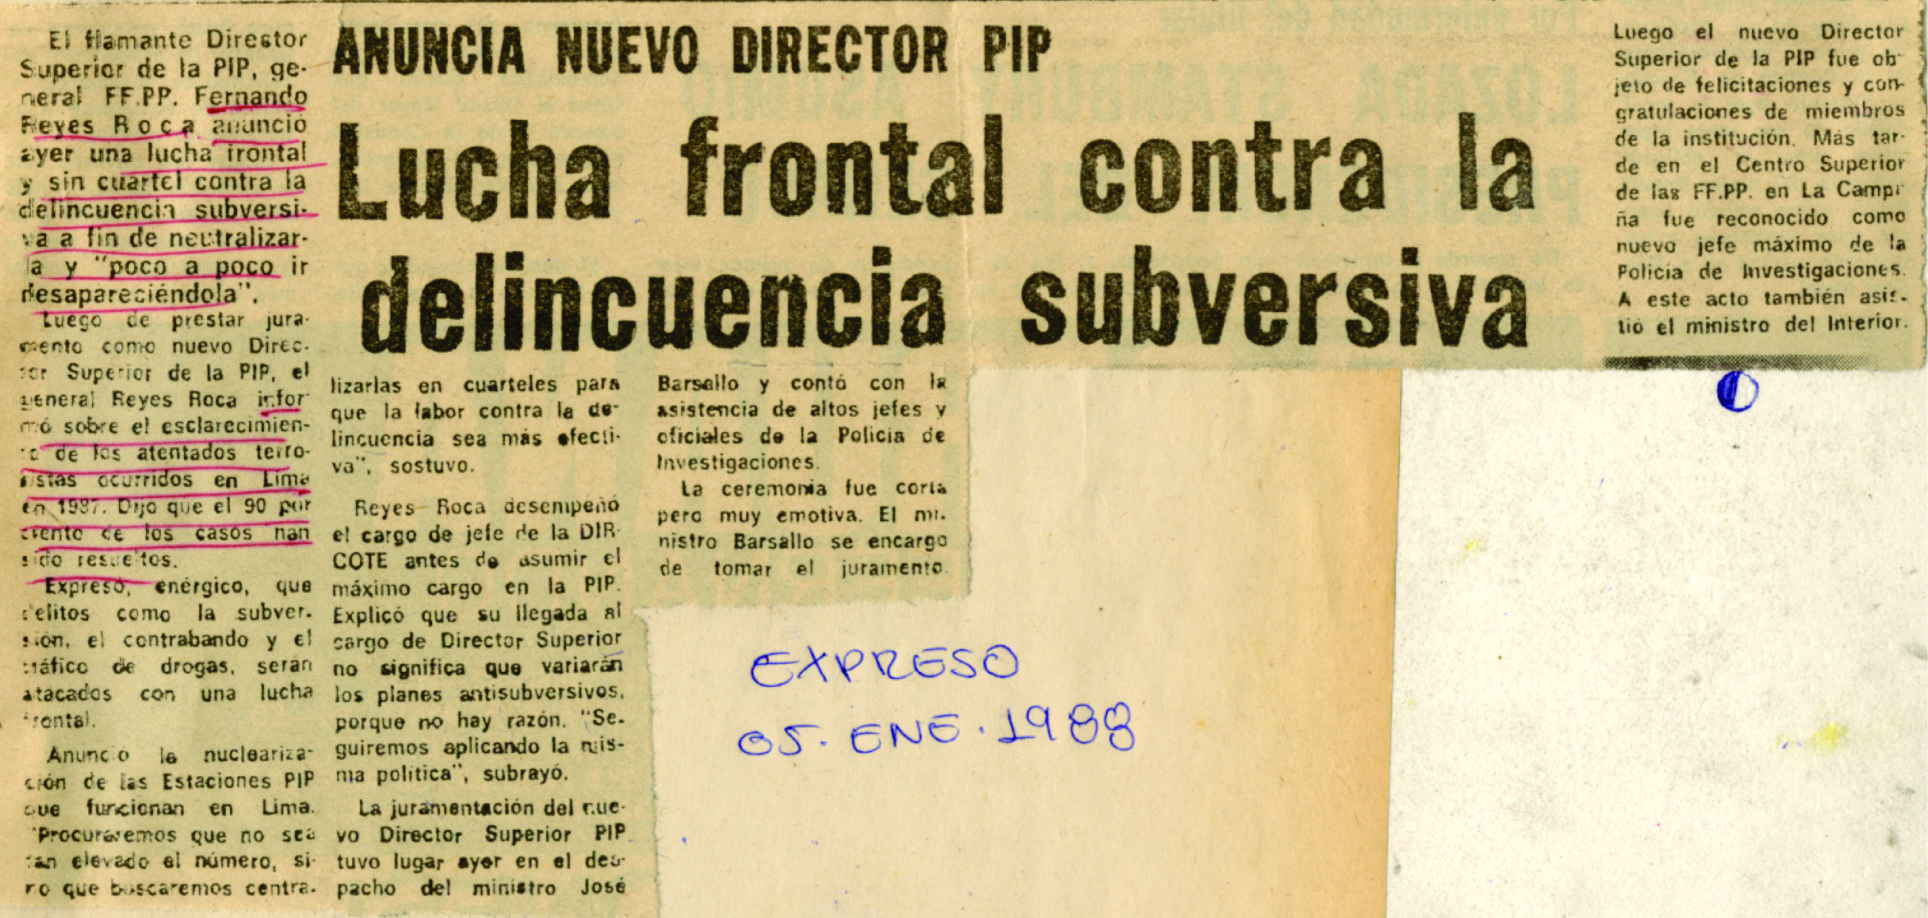 ANUNCIA NUEVO DIRECTOR PIP
Lucha frontal contra la
delincuencia subversiva
El flamante Director
Superior de la PIP, ge-
neral FF.PP. Fernando
Reyes Roca anuncio
ayer una lucha frontal
y sin cuartel contra la
delincuencia subversi-
va a fin de neutralizar-
la y "poco a poco ir
desapareciéndola".
Luego de prestar jura-
mento como nuevo Direc-
tor Superior de la PIP, el
general Reyes Roca infor
mó sobre el esclarecimien-
to de los atentados terro-
ristas ocurridos en Lima
en 1987. Dijo que el 90 por
ciento de los casos han
sido resueltos.
Expresó, enérgico, que
delitos como la subver-
sión, el contrabando y el
tráfico de drogas, serán
atacados con una lucha
frontal.
Anunció la nucleariza-
ción de las Estaciones PIP
que funcionan en Lima.
"Procuraremos que no sea
tan elevado el número, si-
no que buscaremos centra-
lizarlas en cuarteles para
que la labor contra la de-
lincuencia sea más efecti-
va", sostuvo.
Reyes Roca desempeñó
el cargo de jefe de la DIR-
COTE antes de asumir el
máximo cargo en la PIP.
Explicó que su llegada al
cargo de Director Superior
no significa que variarán
los planes antisubversivos,
porque no hay razón. "Se-
guiremos aplicando la mis-
ma política", subrayó.
La juramentación del nue-
vo Director Superior PIP
tuvo lugar ayer en el des-
pacho del ministro José
Barsallo y contó con la
asistencia de altos jefes y
oficiales de la Policía de
Investigaciones.
La ceremonia fue corta
pero muy emotiva. El mi-
nistro Barsallo se encargo
de tomar el juramento.
Luego el nuevo Director
Superior de la PIP fue ob-
jeto de felicitaciones y con-
gratulaciones de miembros
de la institución. Más tar-
de en el Centro Superior
de las FF.PP. en La Campi-
ña fue reconocido como
nuevo jefe máximo de la
Policía de Investigaciones.
A este acto también asis-
tió el ministro del Interior.
EXPRESO
05. ENE. 1988